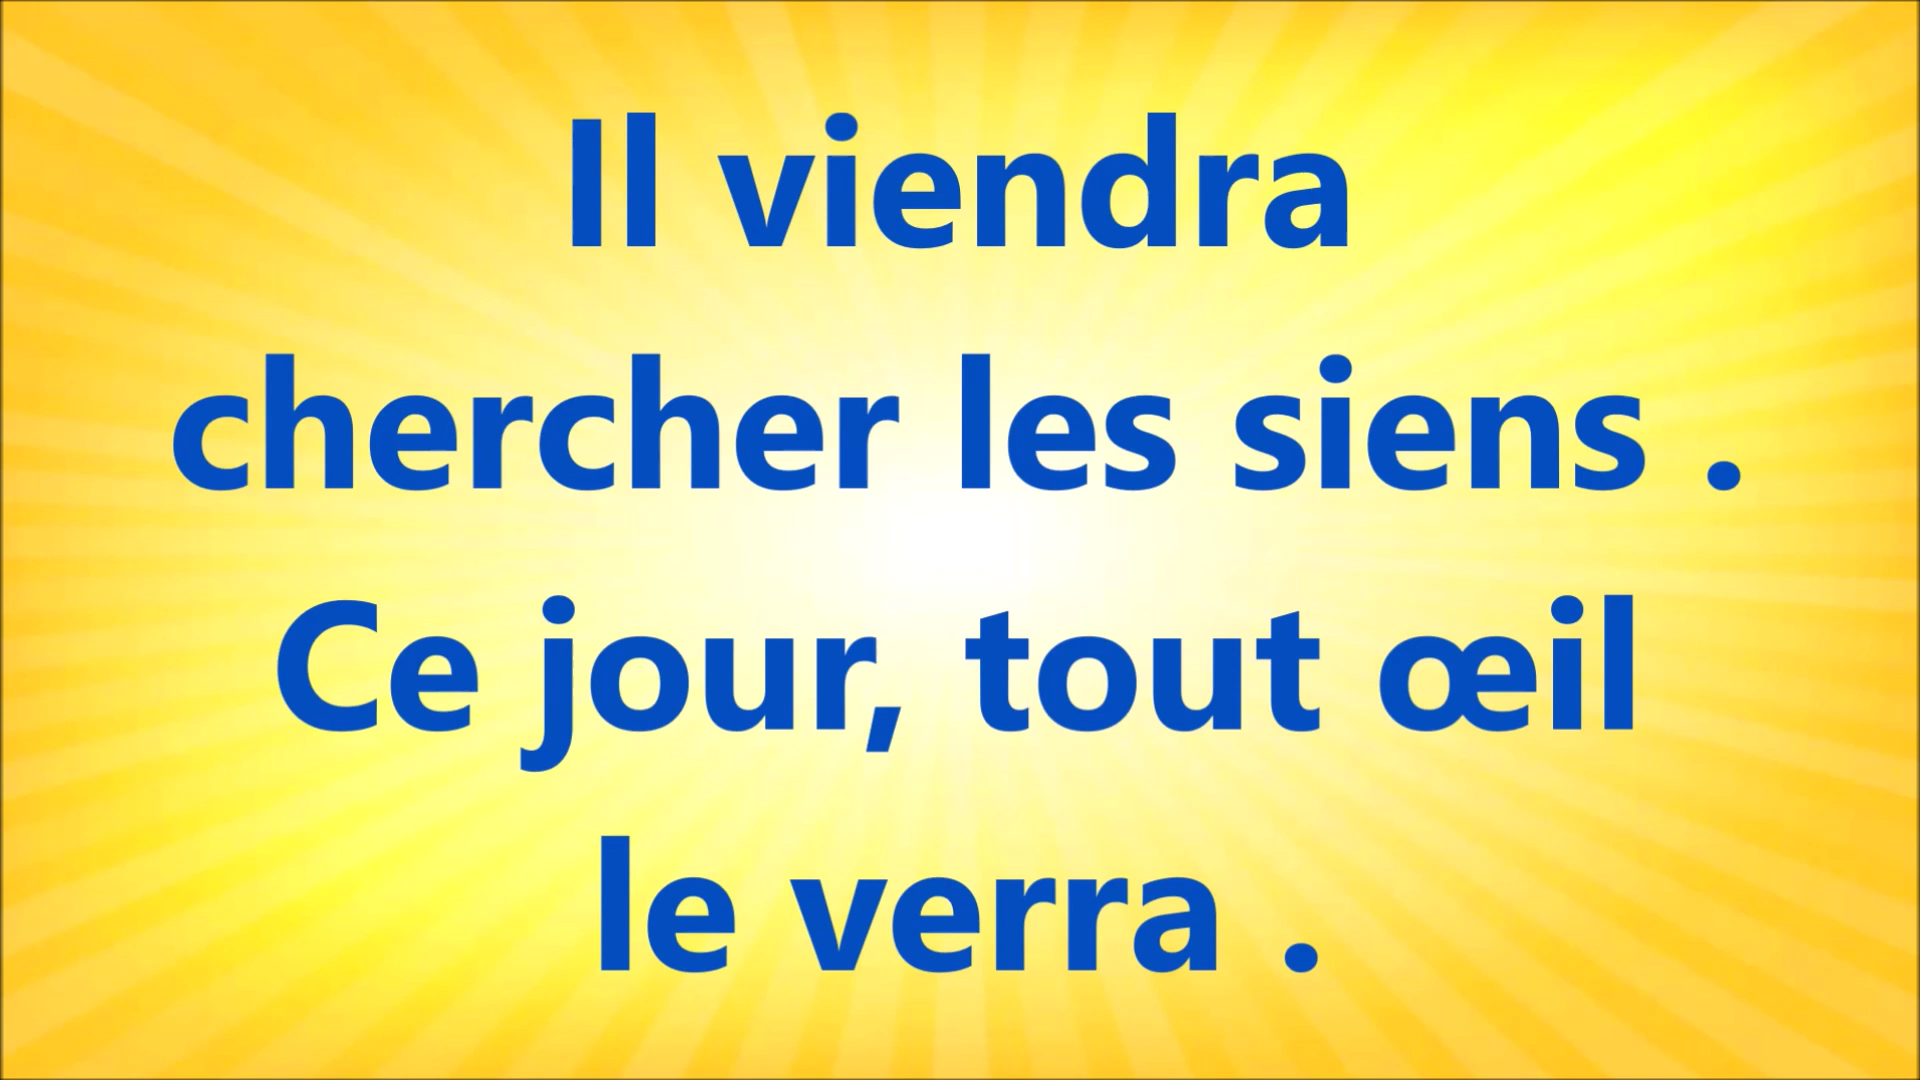 Il viendra
chercher les siens .
Ce jour, tout œil
le verra .